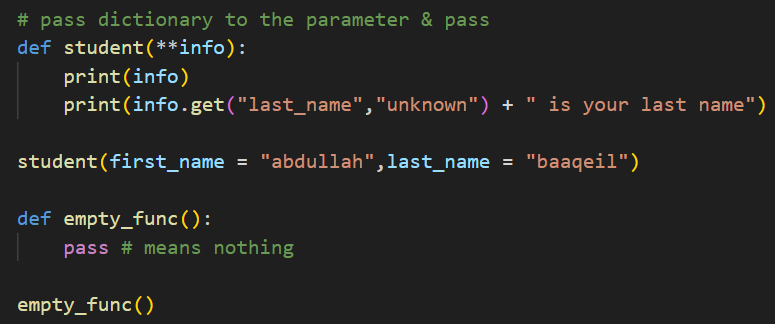 # pass dictionary to the parameter & pass
def student(**info):
    print(info)
    print(info.get("last_name","unknown") + " is your last name")

student(first_name = "abdullah",last_name = "baaqeil")

def empty_func():
    pass # means nothing

empty_func()